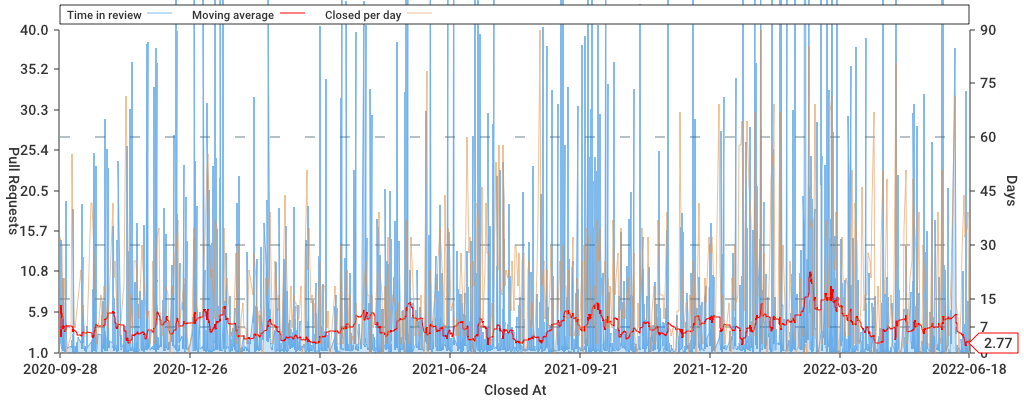 Time in review Moving average Closed per day
40.0 90
35.2 75
30.3
25.4 60
20.5 45
15.7 30
10.8
5.9 15
7
1.0 0
2.77
Pull Requests
Days
2020-09-28 2020-12-26 2021-03-26 2021-06-24 2021-09-21 2021-12-20 2022-03-20 2022-06-18
Closed At